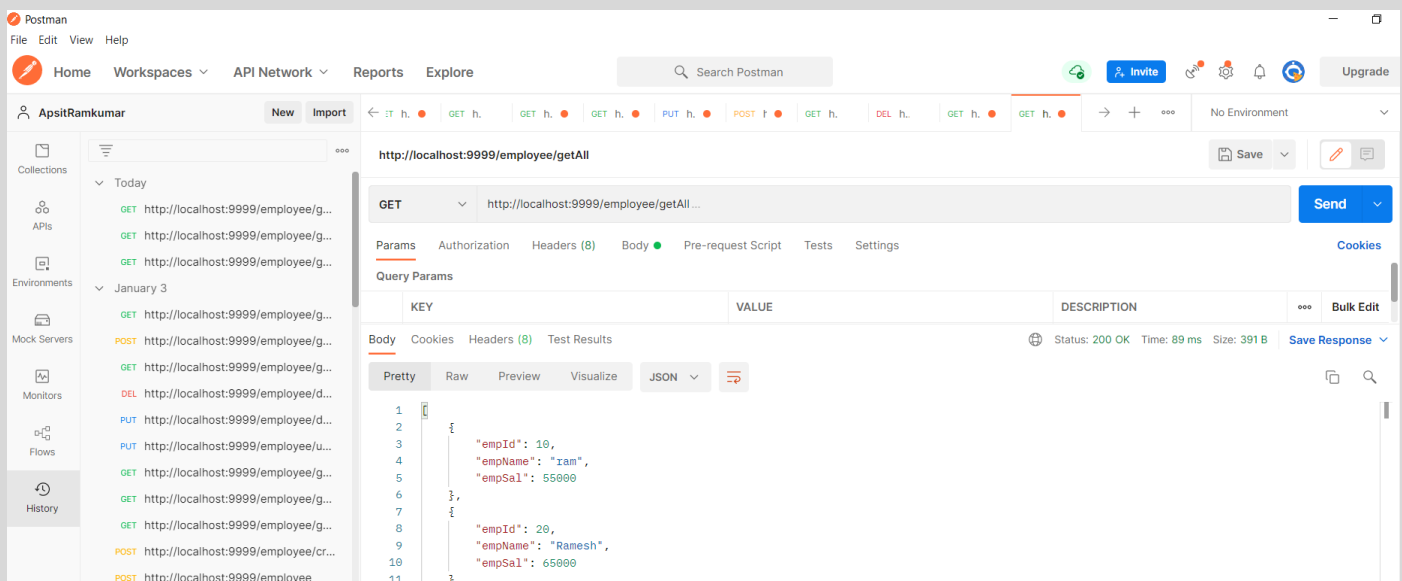 Postman
File Edit View Help
Home Workspaces API Network Reports Explore Search Postman Invite Upgrade
ApsitRamkumar New Import
GET h. GET h. GET h. PUT h. POST GET h. DEL h.. GET h. GET h. No Environment
Collections
APIs
Environments
Mock Servers
Monitors
Flows
History
Today
GET http://localhost:9999/employee/g...
GET http://localhost:9999/employee/g...
GET http://localhost:9999/employee/g...
January 3
GET http://localhost:9999/employee/g...
POST http://localhost:9999/employee/g...
GET http://localhost:9999/employee/g...
DEL http://localhost:9999/employee/d...
PUT http://localhost:9999/employee/d...
PUT http://localhost:9999/employee/u...
GET http://localhost:9999/employee/g...
GET http://localhost:9999/employee/g...
GET http://localhost:9999/employee/g...
POST http://localhost:9999/employee/cr...
POST http://localhost:9999/employee
http://localhost:9999/employee/getAll
Save
GET http://localhost:9999/employee/getAll ...
Send
Params Authorization Headers (8) Body Pre-request Script Tests Settings Cookies
Query Params
KEY VALUE DESCRIPTION Bulk Edit
Body Cookies Headers (8) Test Results Status: 200 OK Time: 89 ms Size: 391 B Save Response
Pretty Raw Preview Visualize JSON
1 [
2 {
3 "empId": 10,
4 "empName": "ram",
5 "empSal": 55000
6 },
7 {
8 "empId": 20,
9 "empName": "Ramesh",
10 "empSal": 65000
11 }